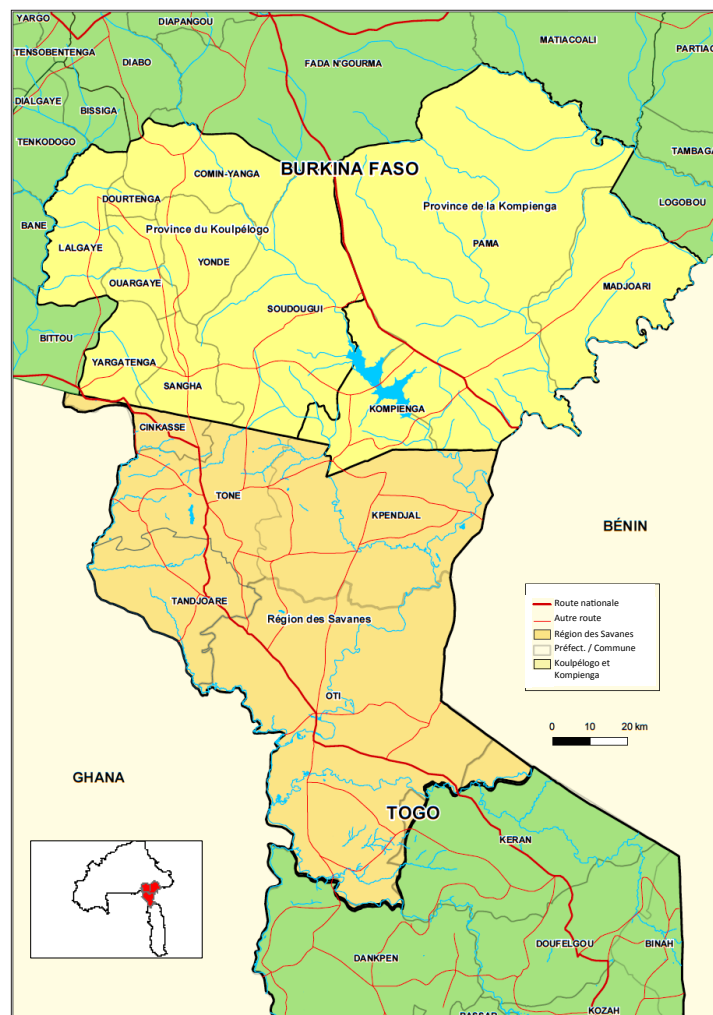 YARGO
DIAPANGOU
MATIACOALI
TENSOBENTENGA
DIABO
FADA N'GOURMA
DIALGAYE
BISSIGA
TENKODOGO
TAMBAGA
BURKINA FASO
COMIN-YANGA
DOURTENGA
LOGOBOU
Province de la Kompienga
BANE
Province du Koulpélogo
LALGAYE
PAMA
YONDE
OUARGAYE
MADJOARI
SOUDOUGUI
BITTOU
YARGATENGA
SANGHA
KOMPIENGA
CINKASSE
TONE
KPENDJAL
BÉNIN
TANDJOARE
Région des Savanes
OTI
Route nationale
Autre route
Région des Savanes
Préfect. / Commune
Koulpélogo et
Kompienga
0 10 20 km
GHANA
TOGO
KERAN
DOUFELGOU
BINAH
DANKPEN
KOZAH